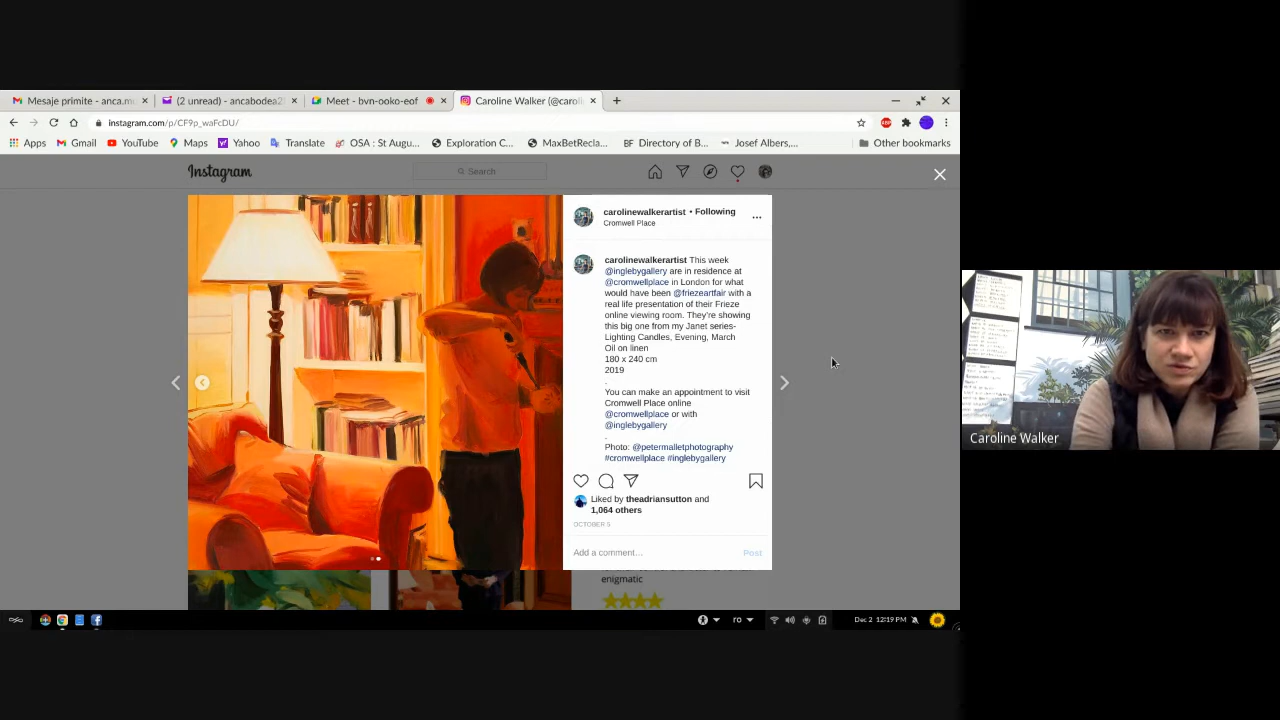 Mesaje primite - anca.m
(2 unread) - ancabodea2
Meet - bvn-ooko-eof
Caroline Walker (@caroli
instagram.com/p/CF9p_waFcDU/
Apps
Gmail
YouTube
Maps
Yahoo
Translate
OSA : St Augu...
Exploration C...
MaxBetRecla...
BF Directory of B...
Josef Albers,...
Other bookmarks
Instagram
Search
carolinewalkerartist • Following
Cromwell Place
carolinewalkerartist This week
@inglebygallery are in residence at
@cromwellplace in London for what
would have been @friezeartfair with a
real life presentation of their Frieze
online viewing room. They're showing
this big one from my Janet series-
Lighting Candles, Evening, March
Oil on linen
180 x 240 cm
2019
.
You can make an appointment to visit
Cromwell Place online
@cromwellplace or with
@inglebygallery
.
Photo: @petermalletphotography
#cromwellplace #inglebygallery
Liked by theadriansutton and
1,064 others
OCTOBER 5
Add a comment...
Post
enigmatic
ro
Dec 2 12:19 PM
Caroline Walker